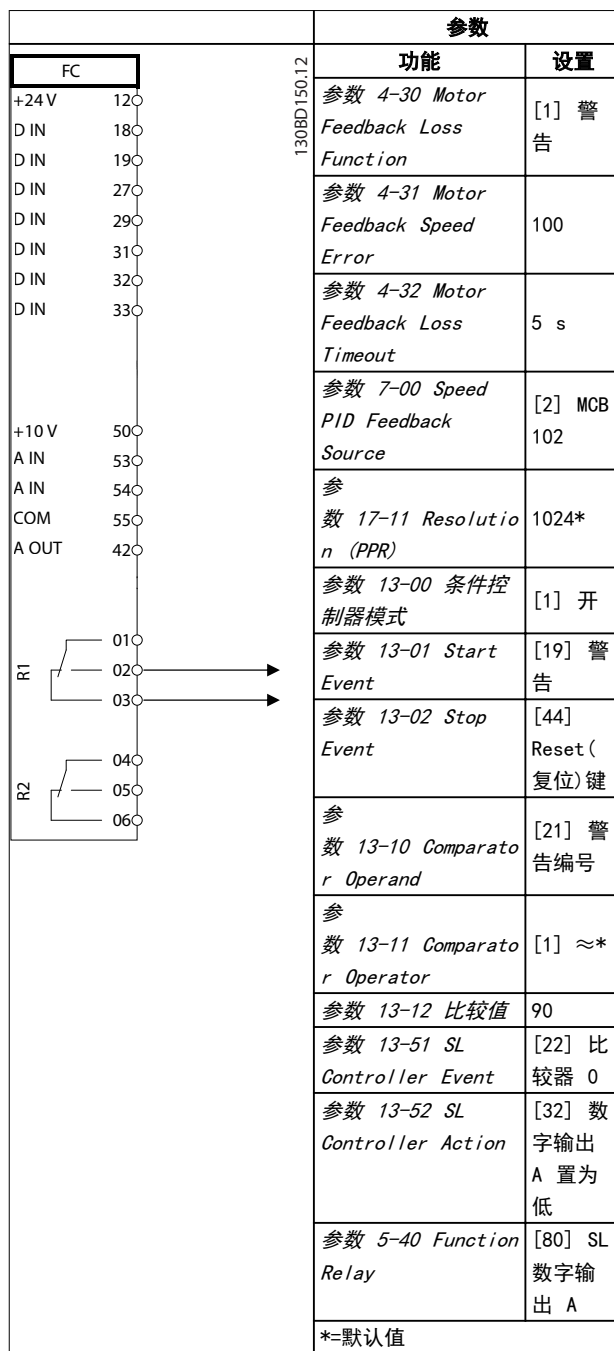 FC
130BD150.12
+24 V 12
D IN 18
D IN 19
D IN 27
D IN 29
D IN 31
D IN 32
D IN 33
+10 V 50
A IN 53
A IN 54
COM 55
A OUT 42
R1
01
02
03
R2
04
05
06
参数
功能 设置
参数 4-30 Motor
Feedback Loss
Function
[1] 警
告
参数 4-31 Motor
Feedback Speed
Error
100
参数 4-32 Motor
Feedback Loss
Timeout
5 s
参数 7-00 Speed
PID Feedback
Source
[2] MCB
102
参
数 17-11 Resolutio
n (PPR)
1024*
参数 13-00 条件控
制器模式
[1] 开
参数 13-01 Start
Event
[19] 警
告
参数 13-02 Stop
Event
[44]
Reset(
复位)键
参
数 13-10 Comparato
r Operand
[21] 警
告编号
参
数 13-11 Comparato
r Operator
[1] ≈*
参数 13-12 比较值 90
参数 13-51 SL
Controller Event
[22] 比
较器 0
参数 13-52 SL
Controller Action
[32] 数
字输出
A 置为
低
参数 5-40 Function
Relay
[80] SL
数字输
出 A
*=默认值